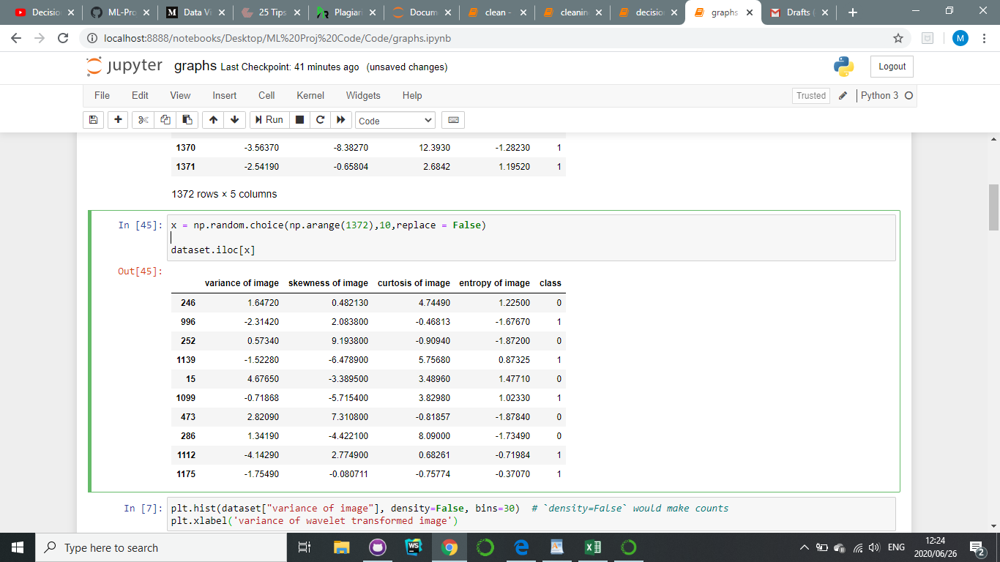 Decisio
ML-Pro
Data Vi
25 Tips
Plagiari
Docum
clean -
cleanin
decisio
graphs
Drafts (
localhost:8888/notebooks/Desktop/ML%20Proj%20Code/Code/graphs.ipynb
M
jupyter graphs Last Checkpoint: 41 minutes ago (unsaved changes)
Logout
File Edit View Insert Cell Kernel Widgets Help
Trusted
Python 3
Run
Code
1370 -3.56370 -8.38270 12.3930 -1.28230 1
1371 -2.54190 -0.65804 2.6842 1.19520 1
1372 rows × 5 columns
In [45]: x = np.random.choice(np.arange(1372),10,replace = False)
dataset.iloc[x]
Out[45]:
variance of image skewness of image curtosis of image entropy of image class
246 1.64720 0.482130 4.74490 1.22500 0
996 -2.31420 2.083800 -0.46813 -1.67670 1
252 0.57340 9.193800 -0.90940 -1.87200 0
1139 -1.52280 -6.478900 5.75680 0.87325 1
15 4.67650 -3.389500 3.48960 1.47710 0
1099 -0.71868 -5.715400 3.82980 1.02330 1
473 2.82090 7.310800 -0.81857 -1.87840 0
286 1.34190 -4.422100 8.09000 -1.73490 0
1112 -4.14290 2.774900 0.68261 -0.71984 1
1175 -1.75490 -0.080711 -0.75774 -0.37070 1
In [7]: plt.hist(dataset["variance of image"], density=False, bins=30) # `density=False` would make counts
plt.xlabel('variance of wavelet transformed image')
Type here to search
WS
ENG
12:24
2020/06/26
2